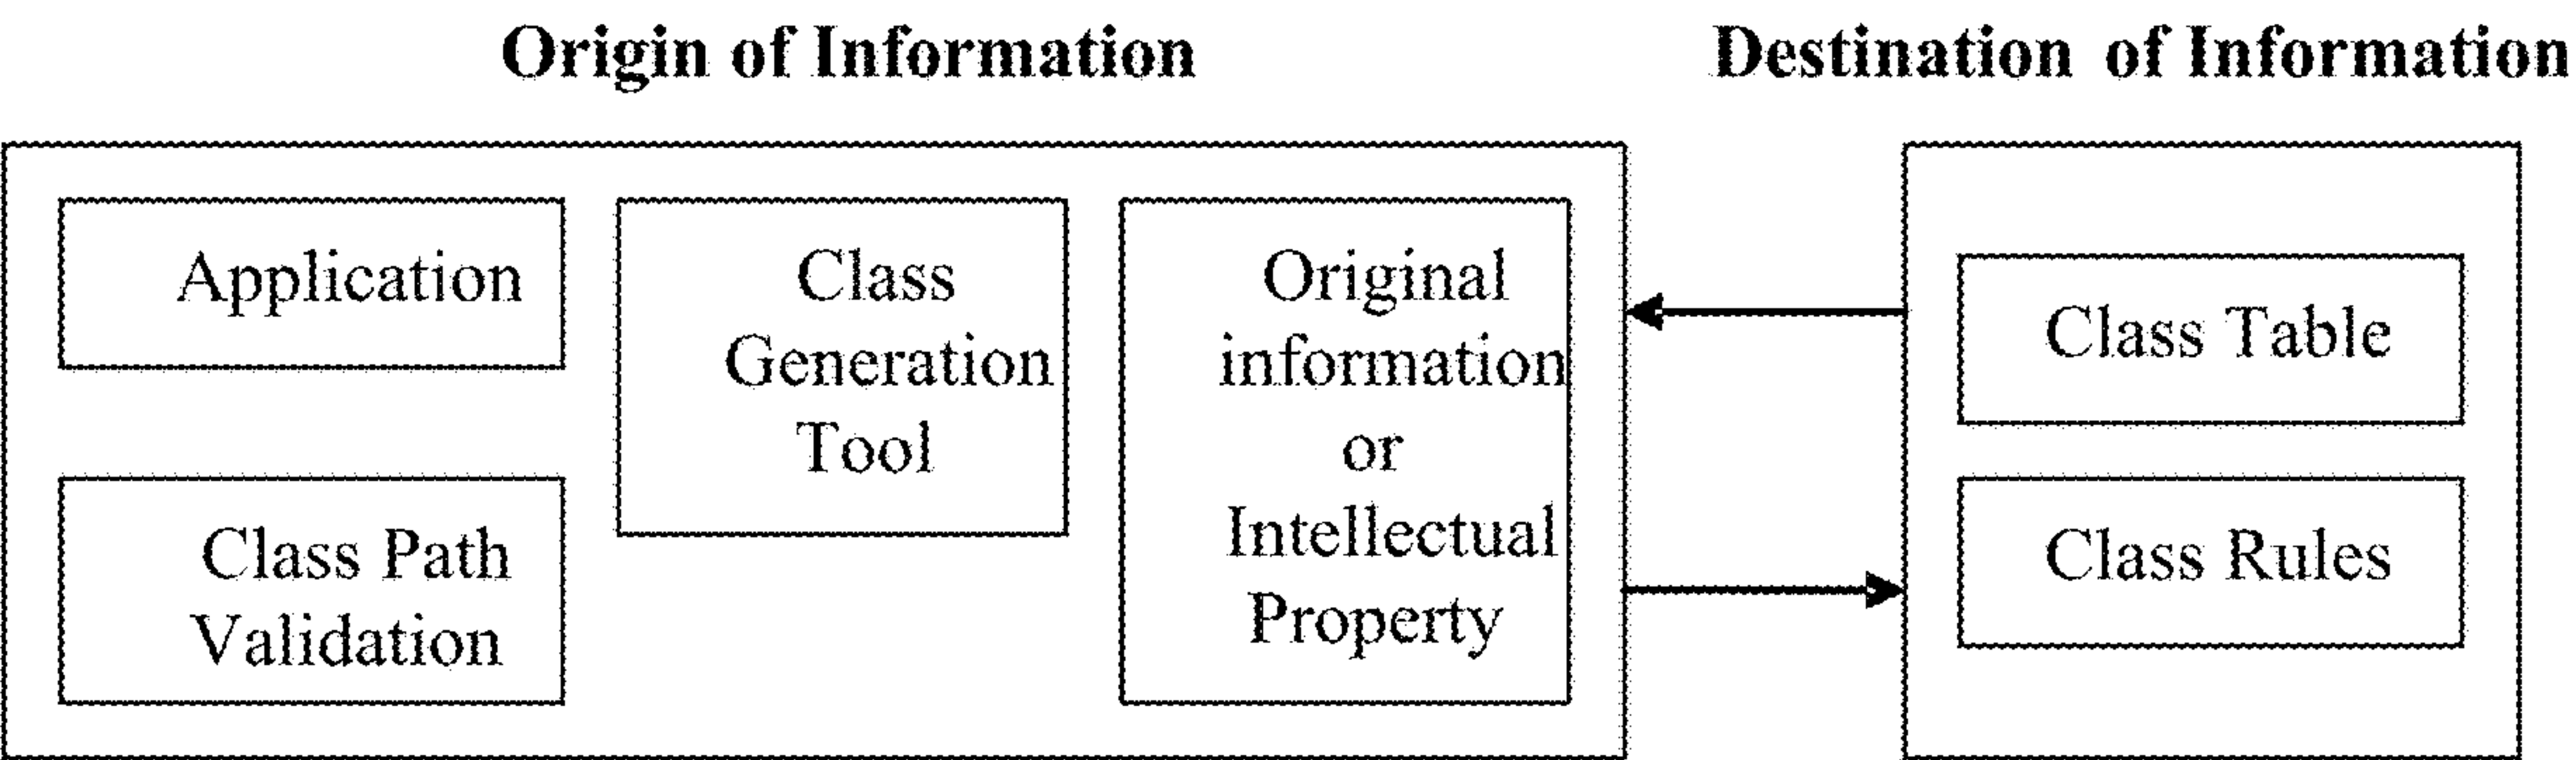 Origin of Information
Destination of Information
Application
Class Path
Validation
Class
Generation
Tool
Original
information
or
Intellectual
Property
Class Table
Class Rules